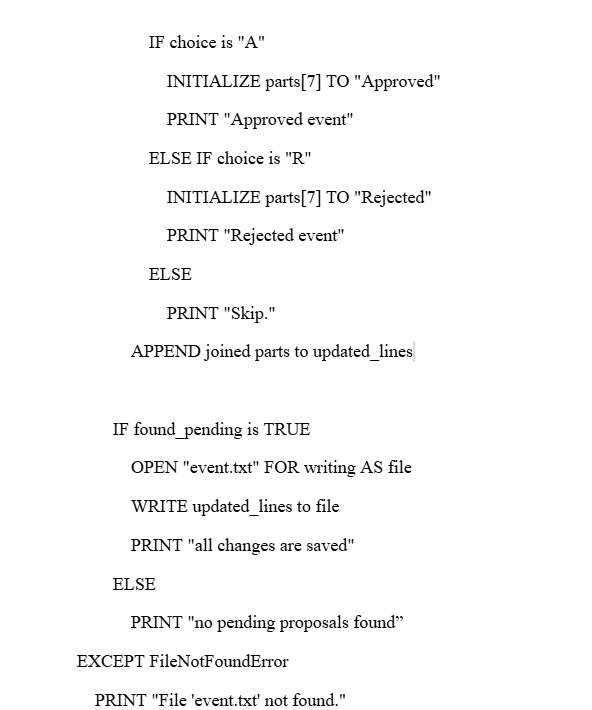 IF choice is "A"
INITIALIZE parts[7] TO "Approved"
PRINT "Approved event"
ELSE IF choice is "R"
INITIALIZE parts[7] TO "Rejected"
PRINT "Rejected event"
ELSE
PRINT "Skip."
APPEND joined parts to updated_lines
IF found_pending is TRUE
OPEN "event.txt" FOR writing AS file
WRITE updated_lines to file
PRINT "all changes are saved"
ELSE
PRINT "no pending proposals found”
EXCEPT FileNotFoundError
PRINT "File 'event.txt' not found."